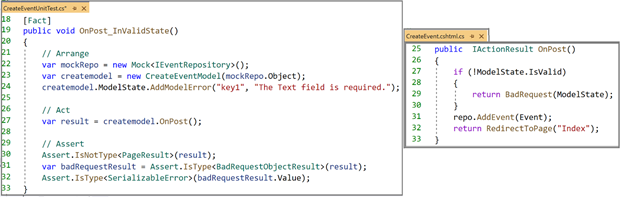 CreateEventUnitTest.cs*
18 [Fact]
19 public void OnPost_InValidState()
20 {
21 // Arrange
22 var mockRepo = new Mock<IEventRepository>();
23 var createmodel = new CreateEventModel(mockRepo.Object);
24 createmodel.ModelState.AddModelError("key1", "The Text field is required.");
25
26 // Act
27 var result = createmodel.OnPost();
28
29 // Assert
30 Assert.IsNotType<PageResult>(result);
31 var badRequestResult = Assert.IsType<BadRequestObjectResult>(result);
32 Assert.IsType<SerializableError>(badRequestResult.Value);
33 }
CreateEvent.cshtml.cs
25 public IActionResult OnPost()
26 {
27 if (!ModelState.IsValid)
28 {
29 return BadRequest(ModelState);
30 }
31 repo.AddEvent(Event);
32 return RedirectToPage("Index");
33 }